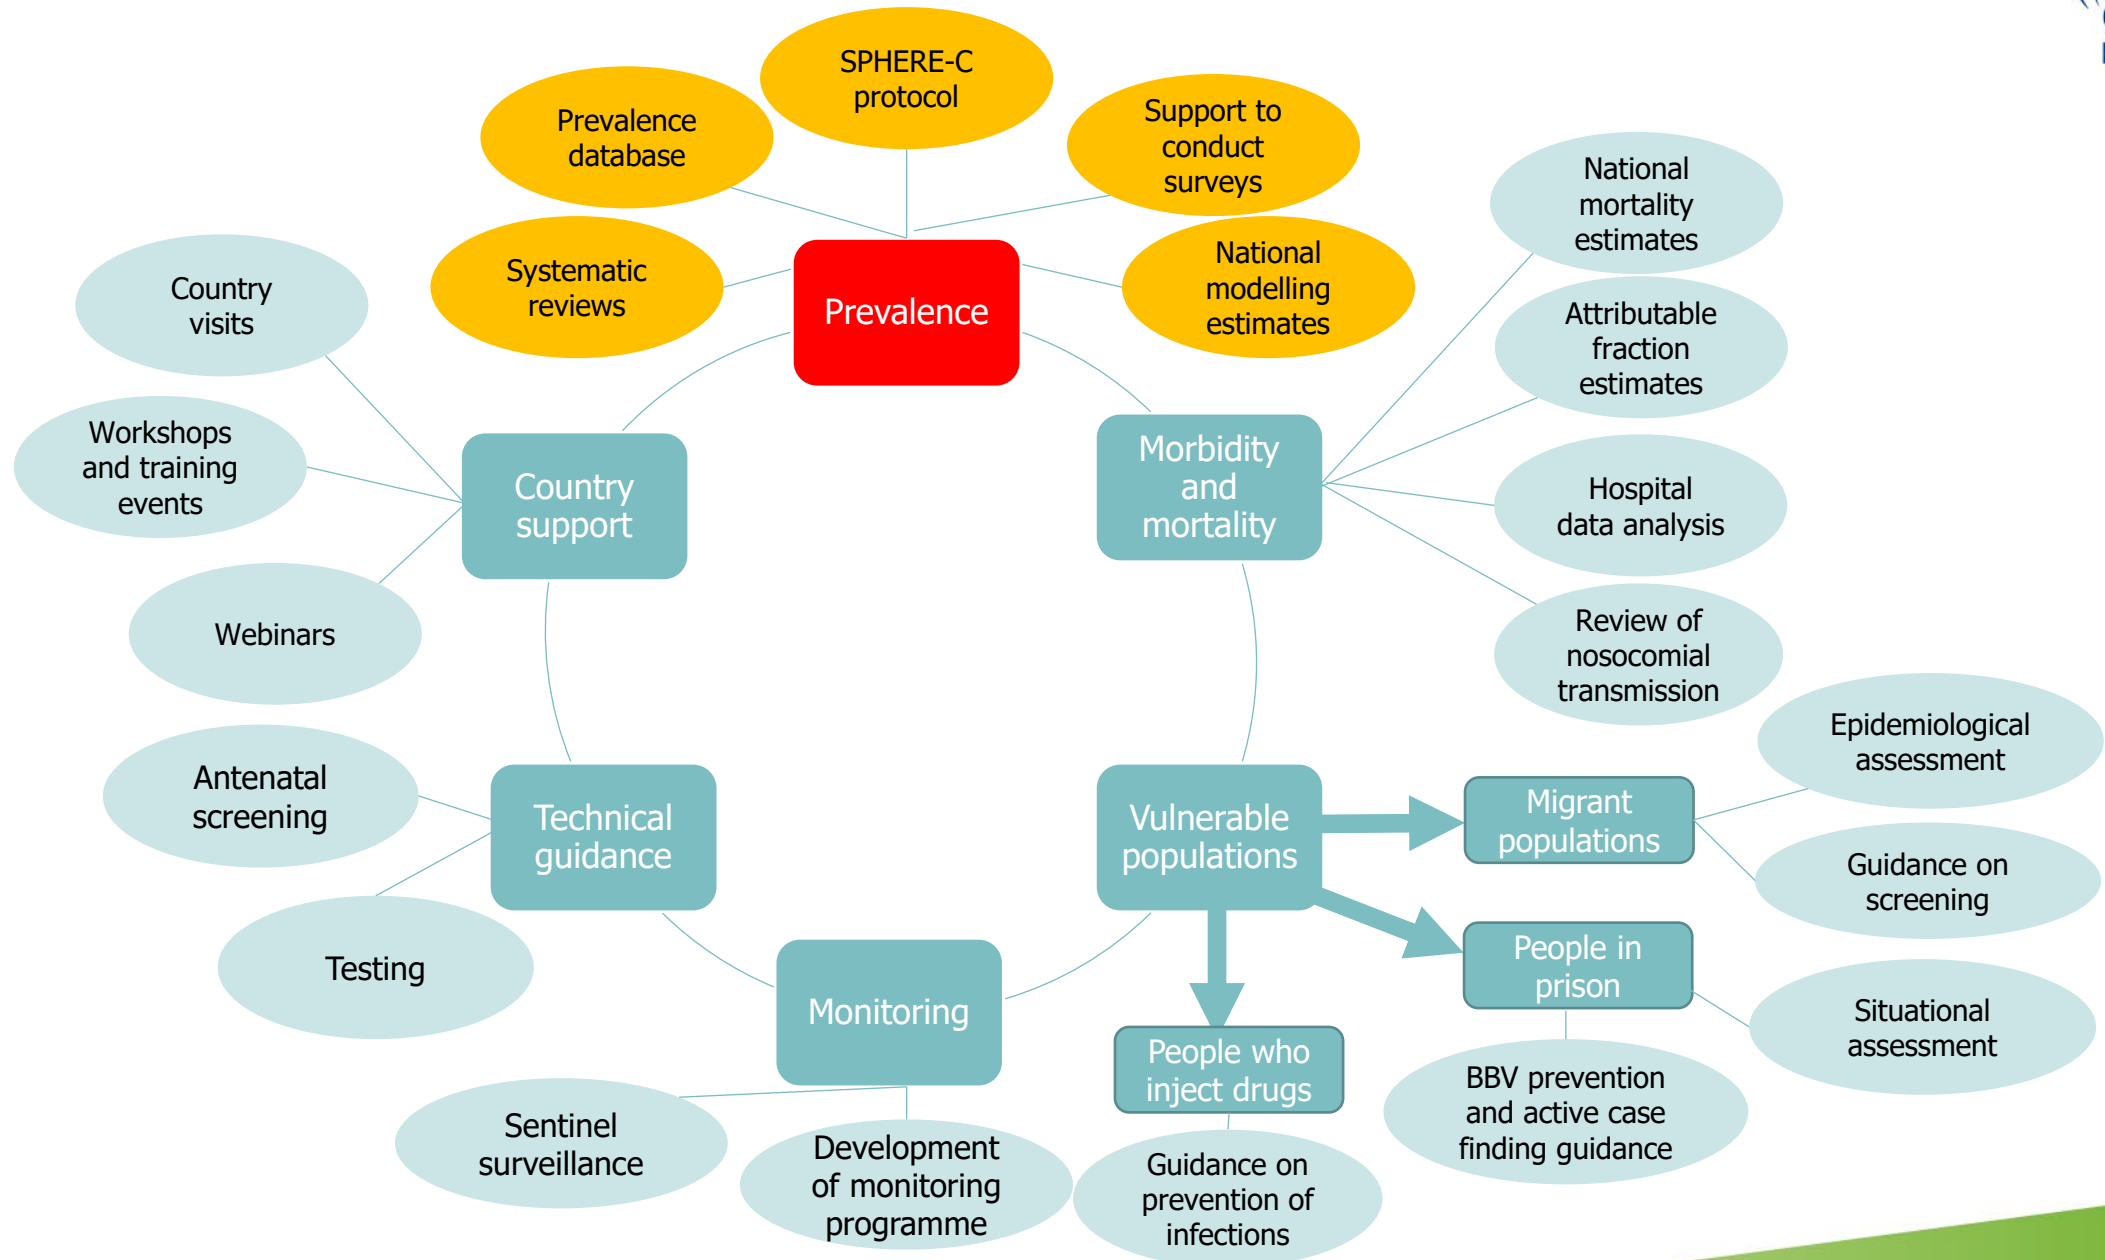 SPHERE-C
protocol
Prevalence
database
Support to
conduct
surveys
National
mortality
estimates
Systematic
reviews
Prevalence
National
modelling
estimates
Country
visits
Attributable
fraction
estimates
Workshops
and training
events
Country
support
Morbidity
and
mortality
Hospital
data analysis
Webinars
Review of
nosocomial
transmission
Antenatal
screening
Technical
guidance
Vulnerable
populations
Migrant
populations
Epidemiological
assessment
Guidance on
screening
Testing
Monitoring
People in
prison
Situational
assessment
People who
inject drugs
BBV prevention
and active case
finding guidance
Sentinel
surveillance
Development
of monitoring
programme
Guidance on
prevention of
infections